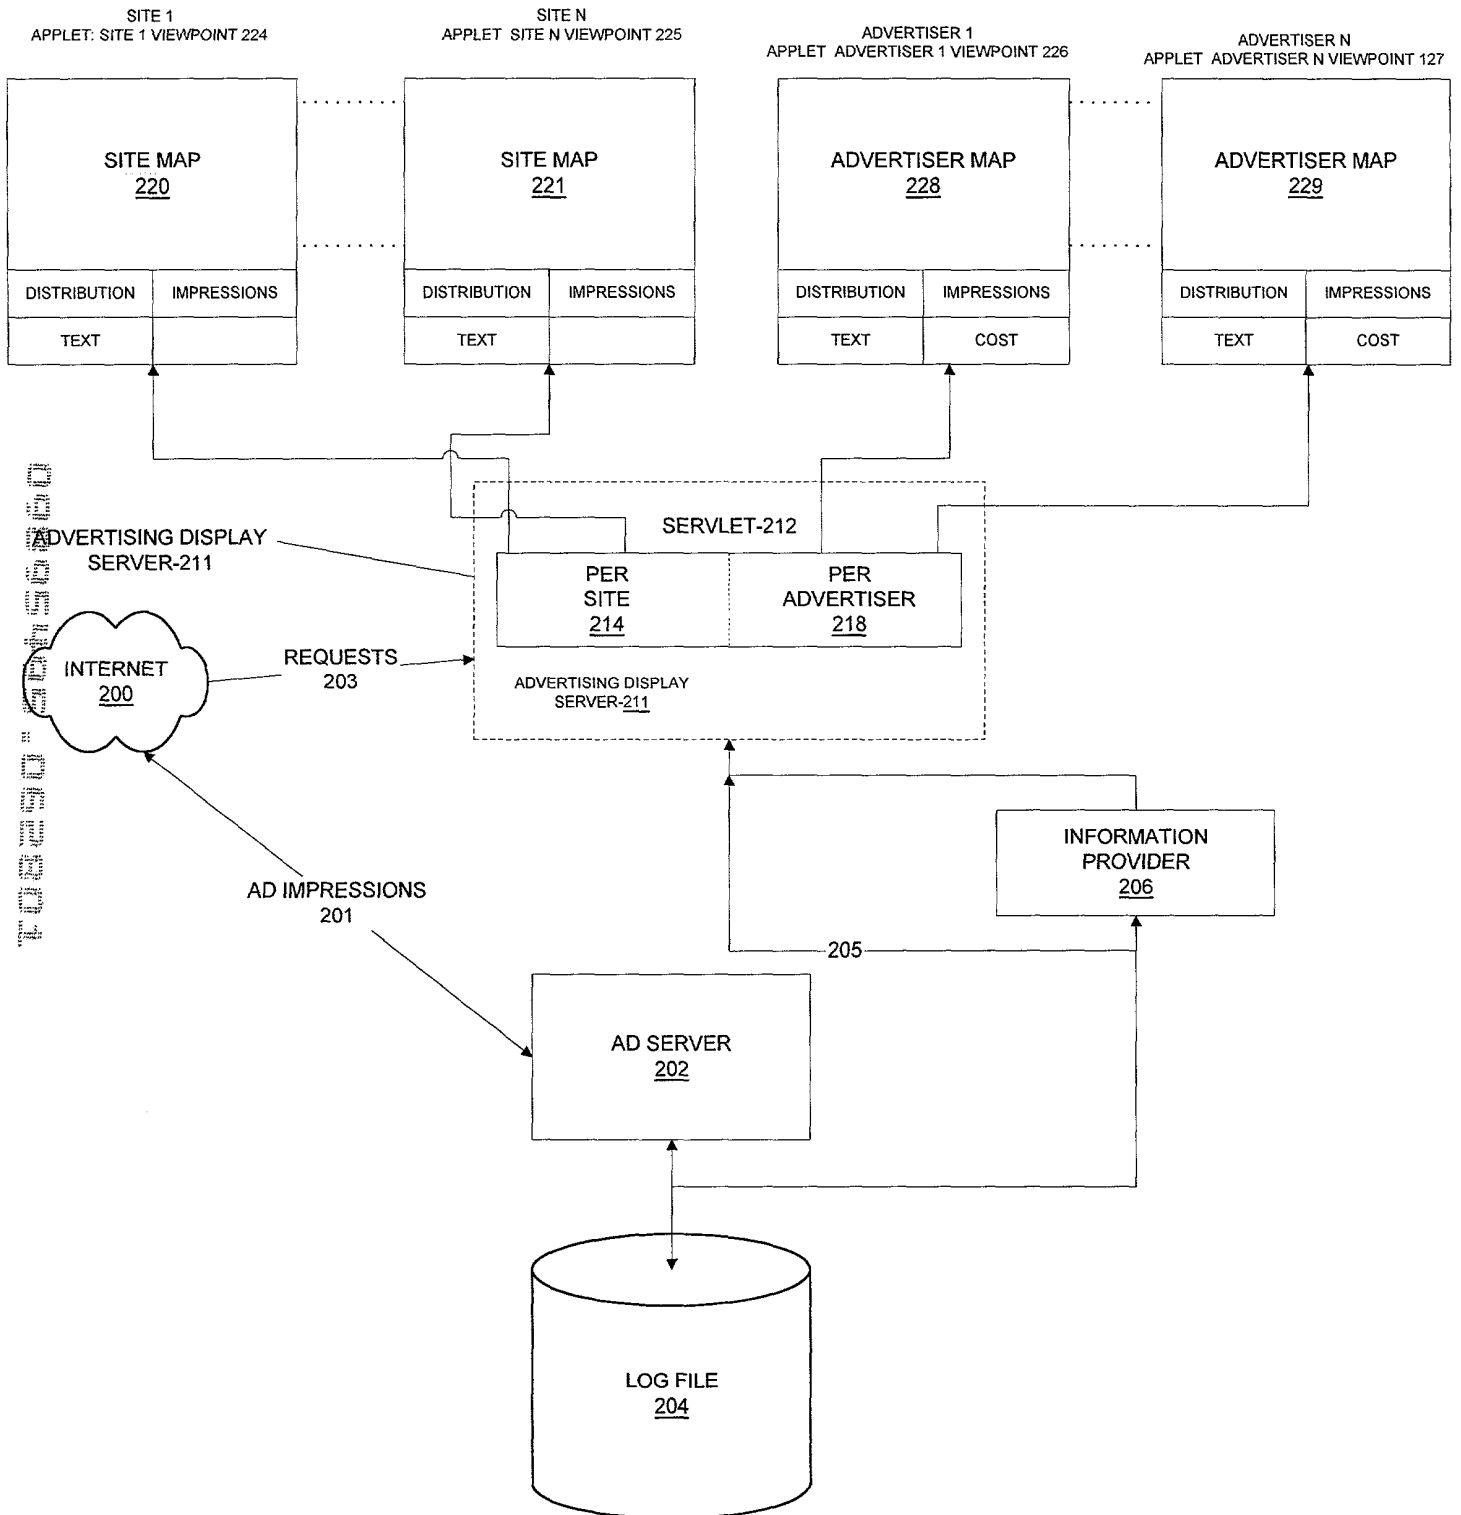 SITE 1
APPLET: SITE 1 VIEWPOINT 224
SITE N
APPLET SITE N VIEWPOINT 225
ADVERTISER 1
APPLET ADVERTISER 1 VIEWPOINT 226
ADVERTISER N
APPLET ADVERTISER N VIEWPOINT 127
SITE MAP
220
SITE MAP
221
ADVERTISER MAP
228
ADVERTISER MAP
229
DISTRIBUTION IMPRESSIONS
TEXT
DISTRIBUTION IMPRESSIONS
TEXT
DISTRIBUTION IMPRESSIONS
TEXT COST
DISTRIBUTION IMPRESSIONS
TEXT COST
ADVERTISING DISPLAY
SERVER-211
SERVLET-212
PER
SITE
214
PER
ADVERTISER
218
ADVERTISING DISPLAY
SERVER-211
INTERNET
200
REQUESTS
203
INFORMATION
PROVIDER
206
AD IMPRESSIONS
201
205
AD SERVER
202
LOG FILE
204